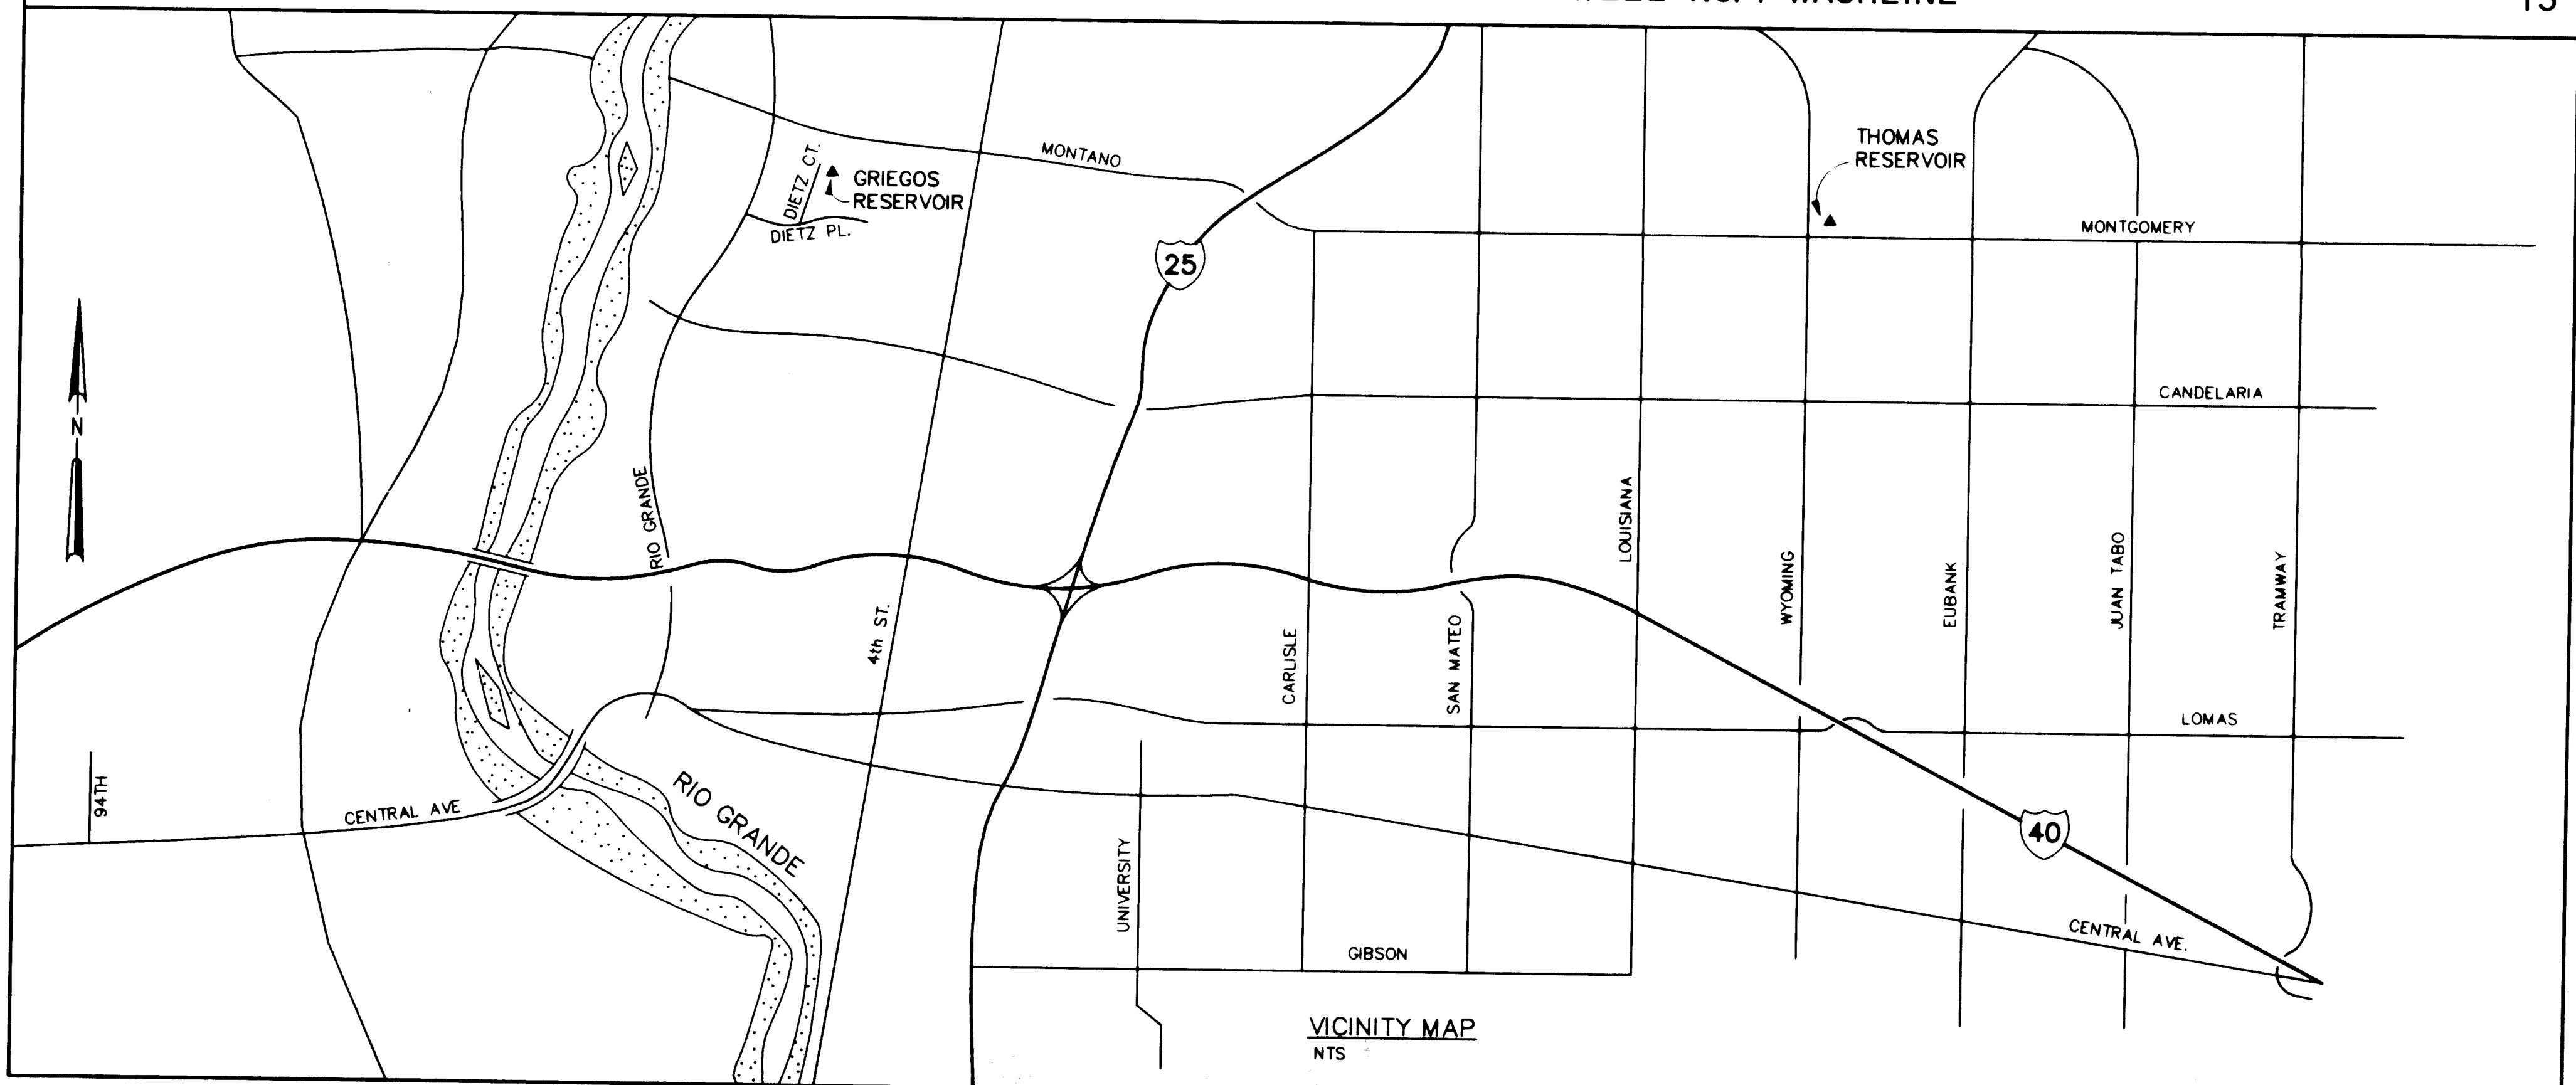 WASHLINE
THOMAS
RESERVOIR
MONTANO
DIETZ CT.
GRIEGOS
RESERVOIR
DIETZ PL.
MONTGOMERY
25
CANDELARIA
N
RIO GRANDE
LOUISIANA
WYOMING
EUBANK
JUAN TABO
TRAMWAY
4th ST.
CARLISLE
SAN MATEO
LOMAS
94TH
CENTRAL AVE
RIO GRANDE
40
UNIVERSITY
CENTRAL AVE.
GIBSON
VICINITY MAP
NTS